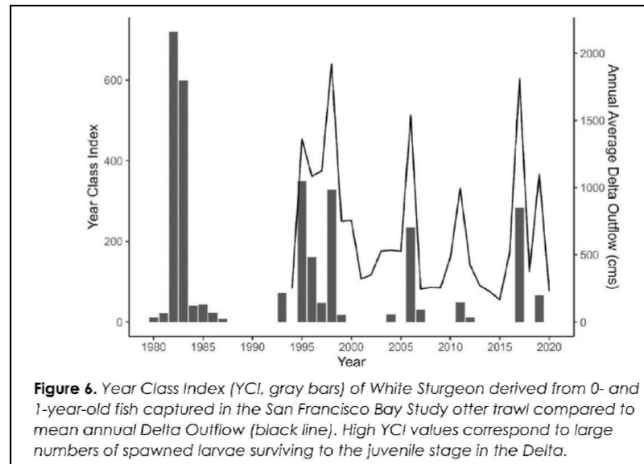 600
400
200
0
Year Class Index
2000
1500
1000
500
0
Annual Average Delta Outflow (cms)
1980 1985 1990 1995 2000 2005 2010 2015 2020
Year
Figure 6. Year Class Index (YCI, gray bars) of White Sturgeon derived from 0- and
1-year-old fish captured in the San Francisco Bay Study otter trawl compared to
mean annual Delta Outflow (black line). High YCI values correspond to large
numbers of spawned larvae surviving to the juvenile stage in the Delta.